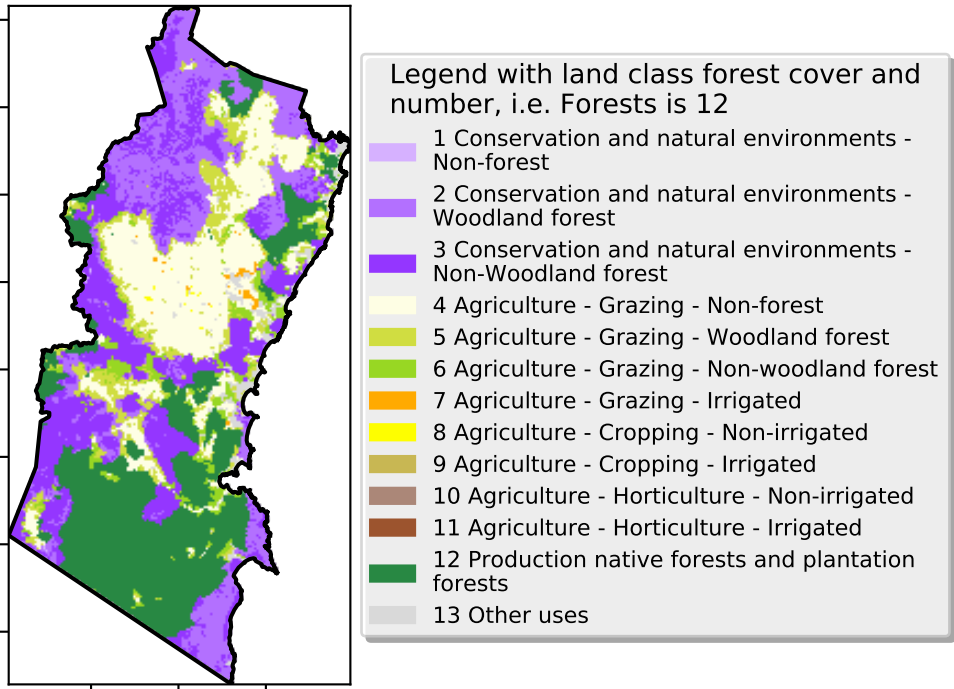 Legend with land class forest cover and
number, i.e. Forests is 12
1 Conservation and natural environments -
Non-forest
2 Conservation and natural environments -
Woodland forest
3 Conservation and natural environments -
Non-Woodland forest
4 Agriculture - Grazing - Non-forest
5 Agriculture - Grazing - Woodland forest
6 Agriculture - Grazing - Non-woodland forest
7 Agriculture - Grazing - Irrigated
8 Agriculture - Cropping - Non-irrigated
9 Agriculture - Cropping - Irrigated
10 Agriculture - Horticulture - Non-irrigated
11 Agriculture - Horticulture - Irrigated
12 Production native forests and plantation
forests
13 Other uses